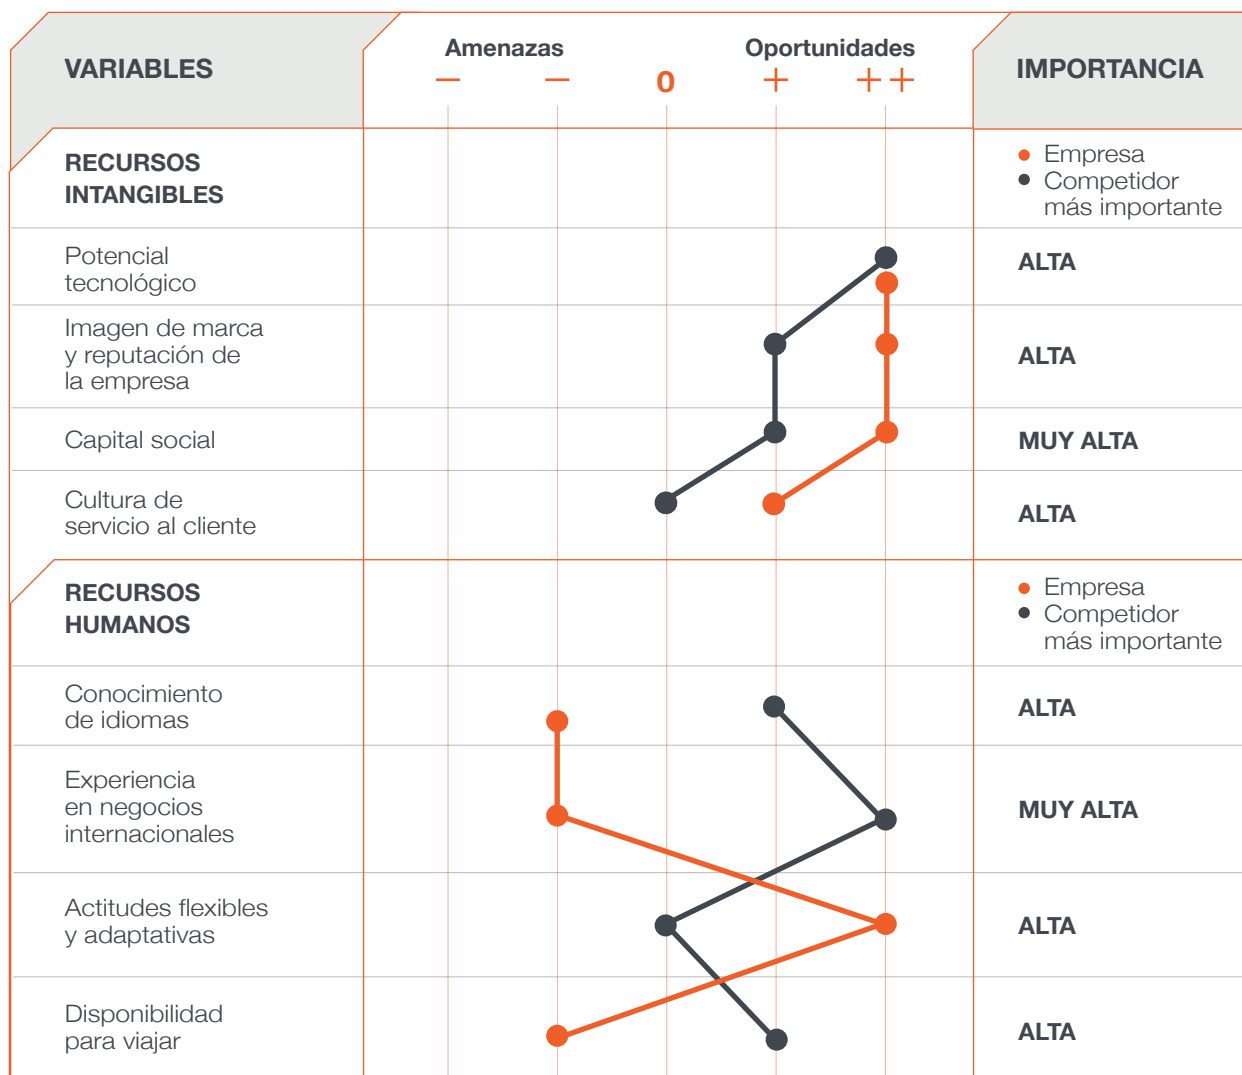 VARIABLES
Amenazas
Oportunidades
— — 0 + ++
IMPORTANCIA
RECURSOS
INTANGIBLES
Empresa
Competidor
más importante
Potencial
tecnológico
ALTA
Imagen de marca
y reputación de
la empresa
ALTA
Capital social
MUY ALTA
Cultura de
servicio al cliente
ALTA
RECURSOS
HUMANOS
Empresa
Competidor
más importante
Conocimiento
de idiomas
ALTA
Experiencia
en negocios
internacionales
MUY ALTA
Actitudes flexibles
y adaptativas
ALTA
Disponibilidad
para viajar
ALTA